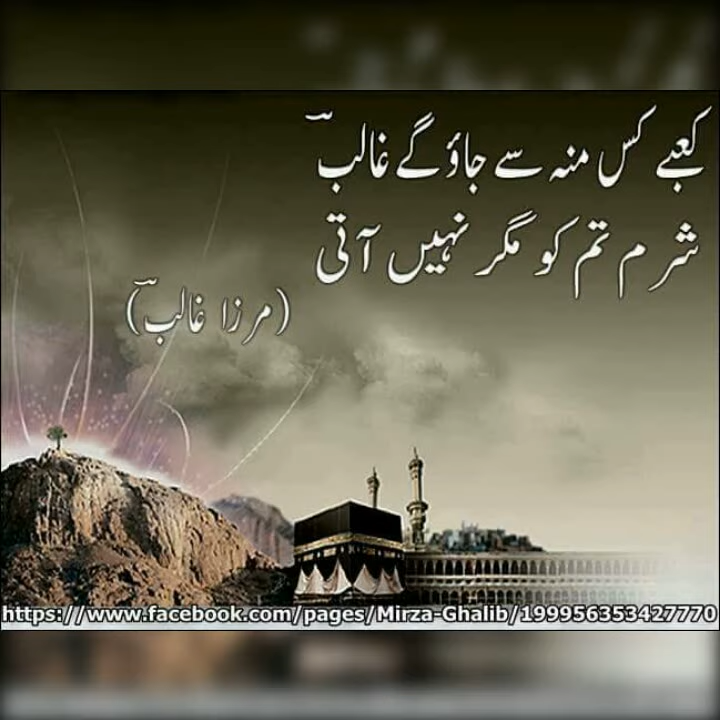 کعبے کس منہ سے جاؤ گے غالبؔ
شرم تم کو مگر نہیں آتی
(مرزا غالبؔ)
https://www.facebook.com/pages/Mirza-Ghalib/199956353427770